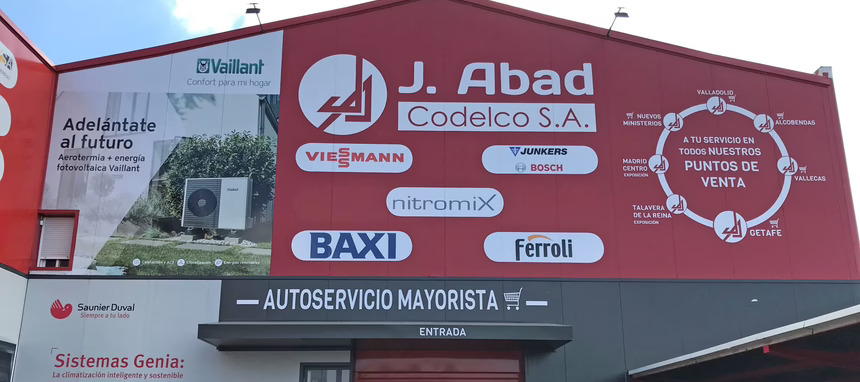 Vaillant
Confort para mi hogar
Adelántate
al futuro
Aerotermia + energía
fotovoltaica Vaillant
J. Abad
Codelco S.A.
VIESSMANN
JUNKERS
BOSCH
nitromiX
BAXI
Ferroli
VALLADOLID
ALCOBENDAS
VALLECAS
GETAFE
TALAVERA
DE LA REINA
EXPOSICIÓN
MADRID
CENTRO
EXPOSICIÓN
NUEVOS
MINISTERIOS
A TU SERVICIO EN
TODOS NUESTROS
PUNTOS DE
VENTA
AUTOSERVICIO MAYORISTA
ENTRADA
Saunier Duval
Siempre a tu lado
Sistemas Genia:
La climatización inteligente y sostenible